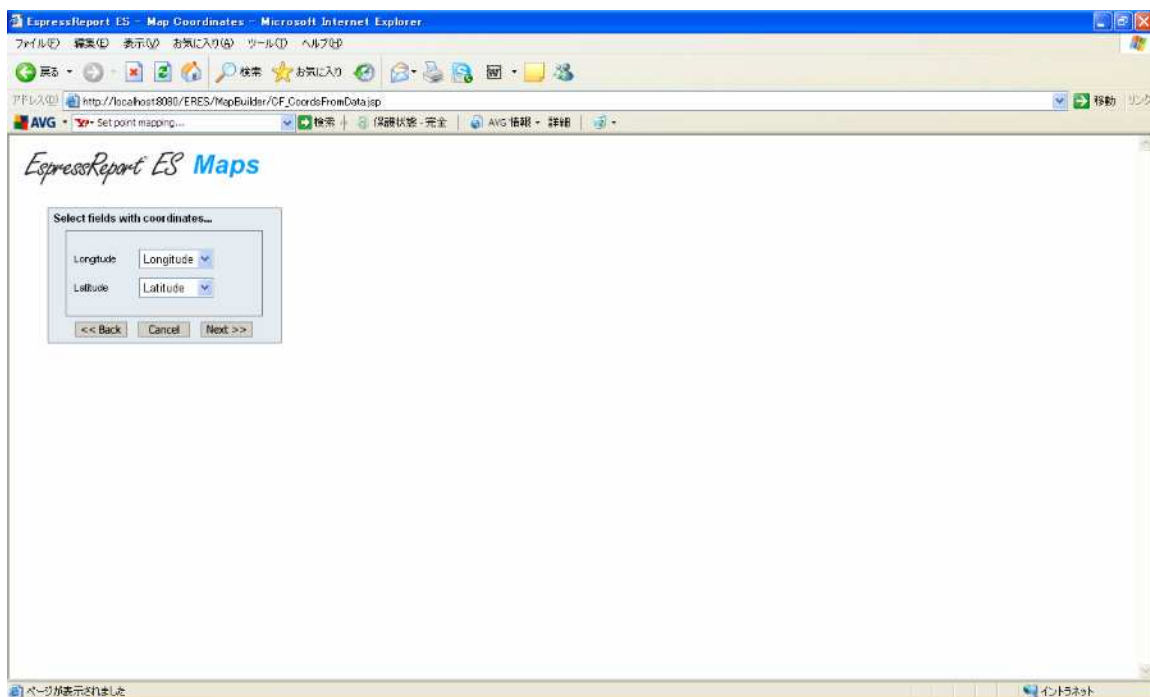 EspressReport ES - Map Coordinates - Microsoft Internet Explorer
ファイル(F) 編集(E) 表示(V) お気に入り(A) ツール(T) ヘルプ(H)
戻る 検索 お気に入り
アドレス(D) http://localhost:8080/ERES/MapBuilder/CF_CoordsFromData.jsp 移動 リンク
AVG Set point mapping... 検索 保護状態 - 完全 AVG 情報 詳細
EspressReport ES Maps
Select fields with coordinates...
Longitude Longitude
Latitude Latitude
<< Back Cancel Next >>
ページが表示されました イントラネット